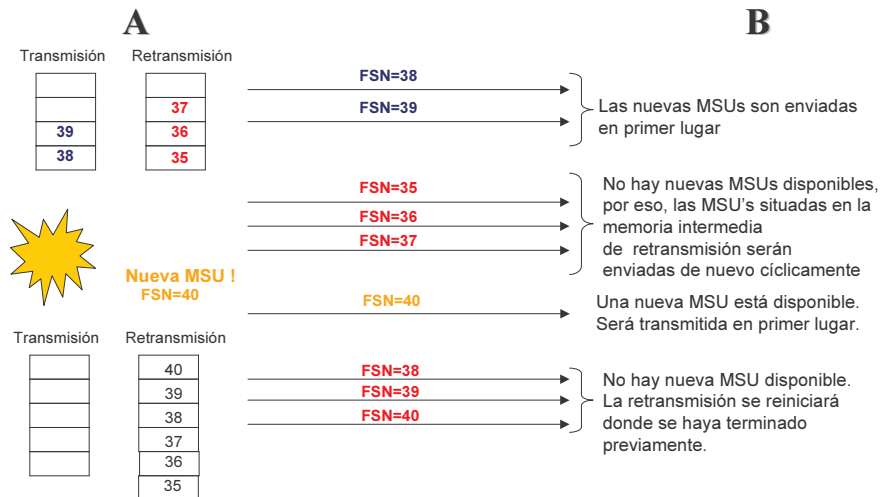 A
B
Transmisión
Retransmisión
39
38
37
36
35
FSN=38
FSN=39
Las nuevas MSUs son enviadas
en primer lugar
FSN=35
FSN=36
FSN=37
No hay nuevas MSUs disponibles,
por eso, las MSU's situadas en la
memoria intermedia
de retransmisión serán
enviadas de nuevo cíclicamente
Nueva MSU !
FSN=40
FSN=40
Una nueva MSU está disponible.
Será transmitida en primer lugar.
Transmisión
Retransmisión
40
39
38
37
36
35
FSN=38
FSN=39
FSN=40
No hay nueva MSU disponible.
La retransmisión se reiniciará
donde se haya terminado
previamente.